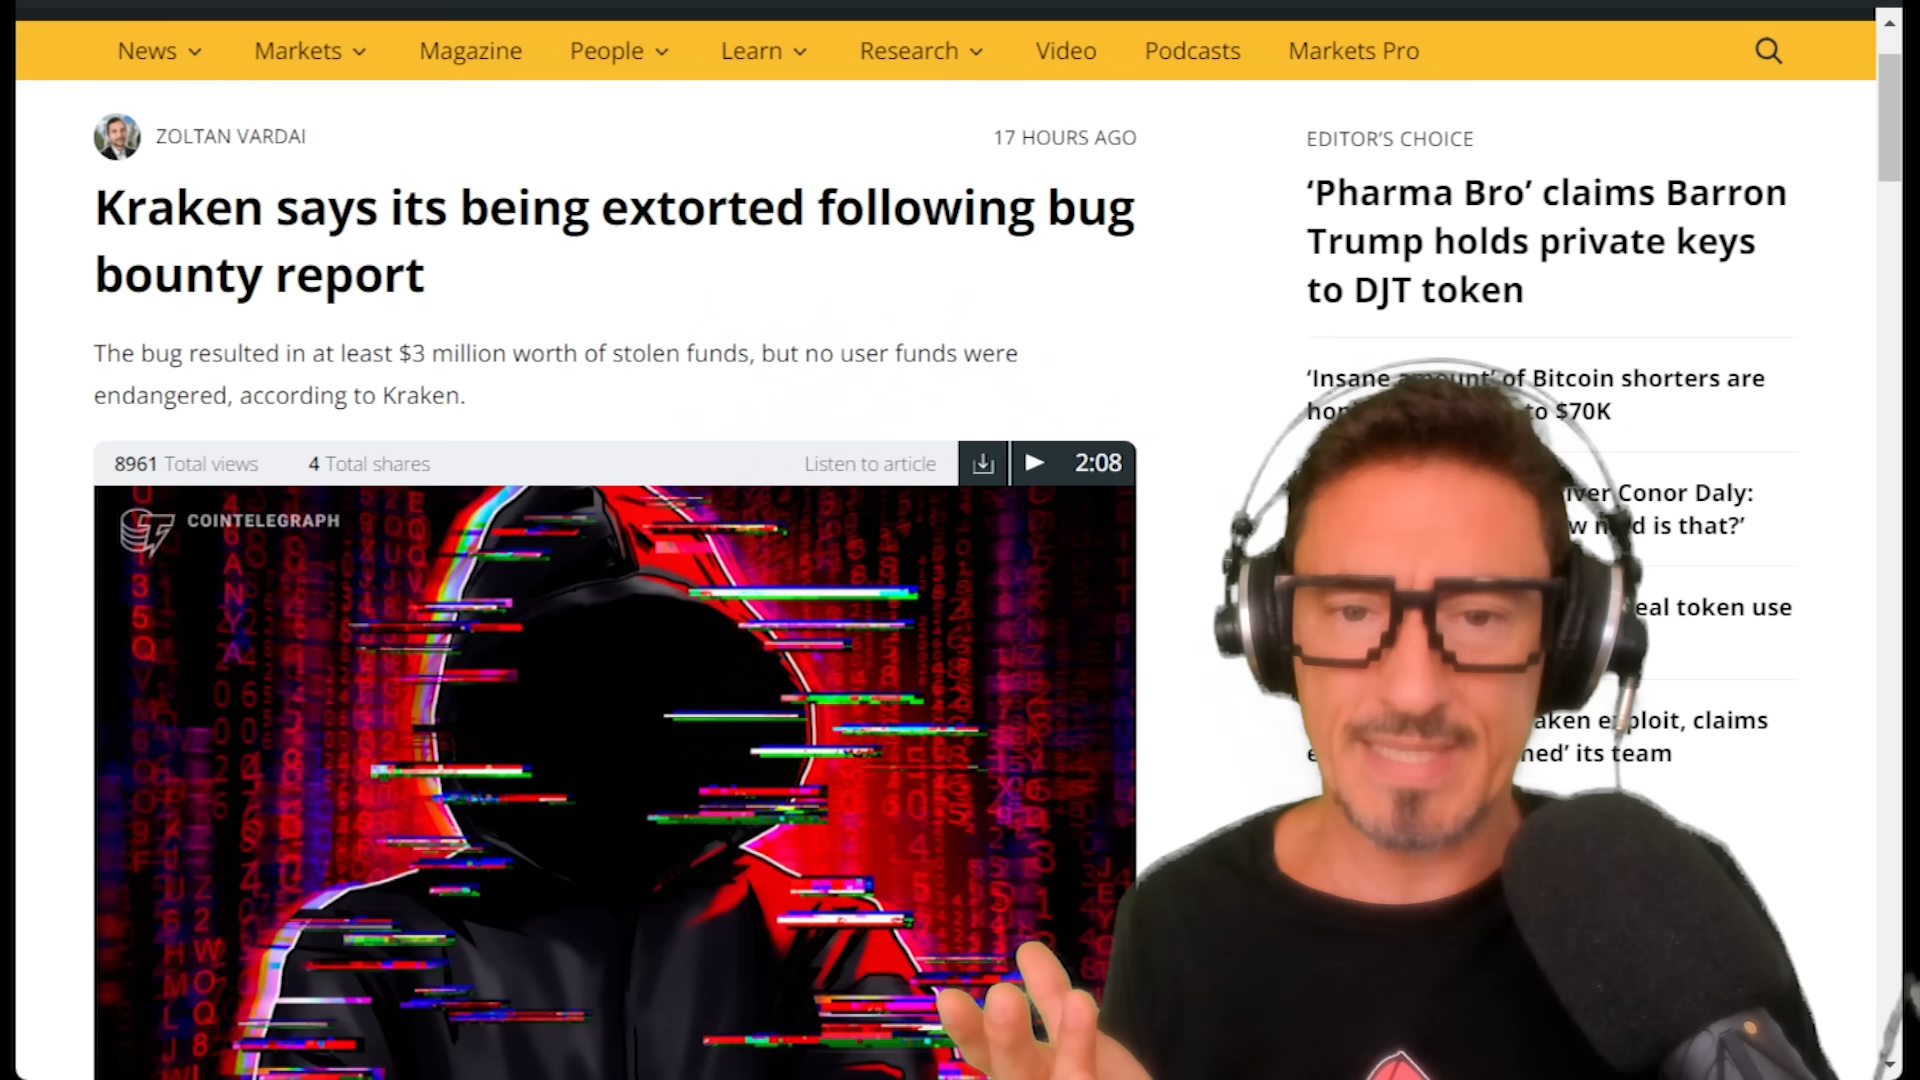 News
Markets
Magazine
People
Learn
Research
Video
Podcasts
Markets Pro
ZOLTAN VARDAI
17 HOURS AGO
Kraken says its being extorted following bug
bounty report
The bug resulted in at least $3 million worth of stolen funds, but no user funds were
endangered, according to Kraken.
8961 Total views
4 Total shares
Listen to article
2:08
COINTELEGRAPH
EDITOR'S CHOICE
‘Pharma Bro’ claims Barron
Trump holds private keys
to DJT token
‘Insane amount’ of Bitcoin shorters are
to $70K
Conor Daly:
is that?’
token use
exploit, claims
its team